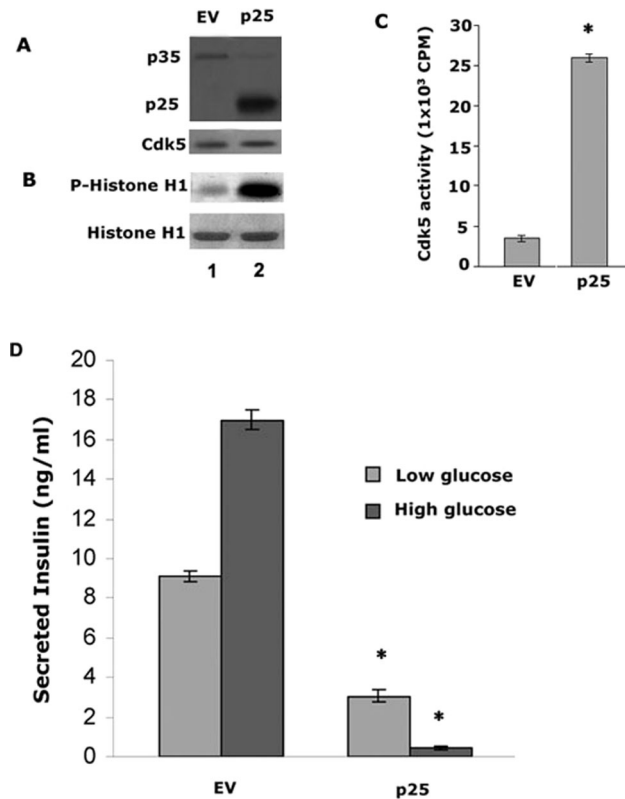 EV p25
A
p35
p25
Cdk5
B
P-Histone H1
Histone H1
1 2
C
*
Cdk5 activity (1x10³ CPM)
30
25
20
15
10
5
0
EV p25
D
Secreted Insulin (ng/ml)
20
18
16
14
12
10
8
6
4
2
0
Low glucose
High glucose
*
*
EV p25